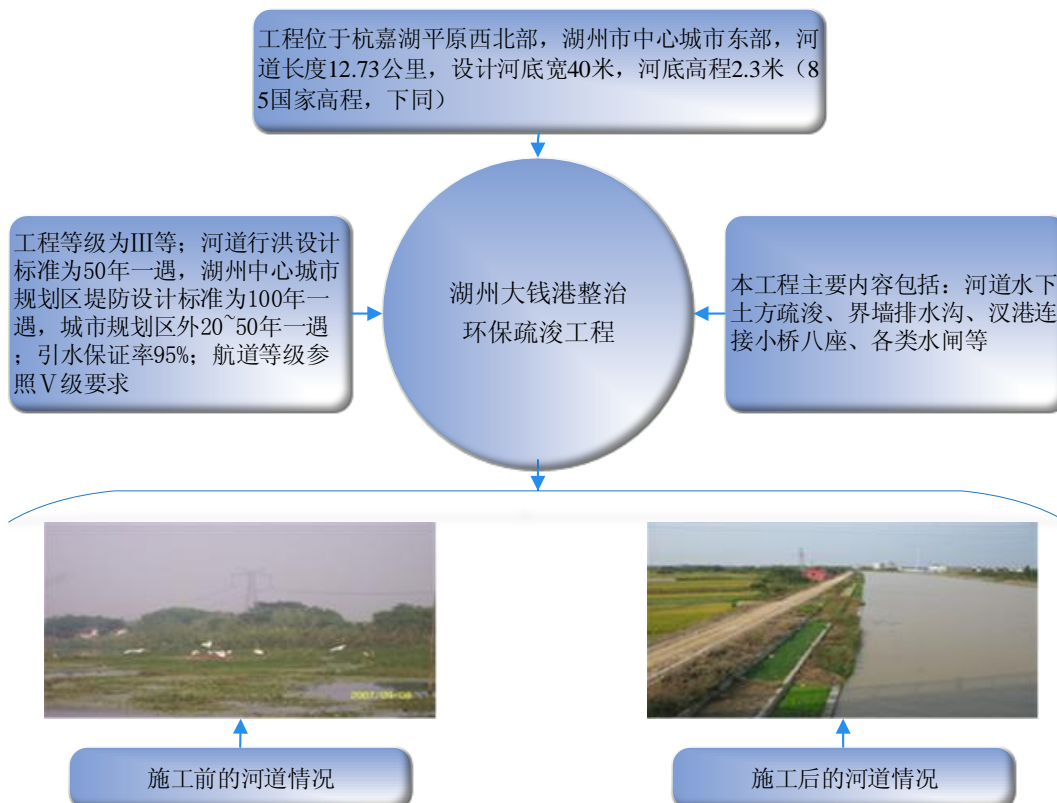 工程位于杭嘉湖平原西北部，湖州市中心城市东部，河
道长度12.73公里，设计河底宽40米，河底高程2.3米（8
5国家高程，下同）
工程等级为III等；河道行洪设计
标准为50年一遇，湖州中心城市
规划区堤防设计标准为100年一
遇，城市规划区外20~50年一遇
；引水保证率95%；航道等级参
照Ⅴ级要求
湖州大钱港整治
环保疏浚工程
本工程主要内容包括：河道水下
土方疏浚、界墙排水沟、汊港连
接小桥八座、各类水闸等
施工前的河道情况
施工后的河道情况